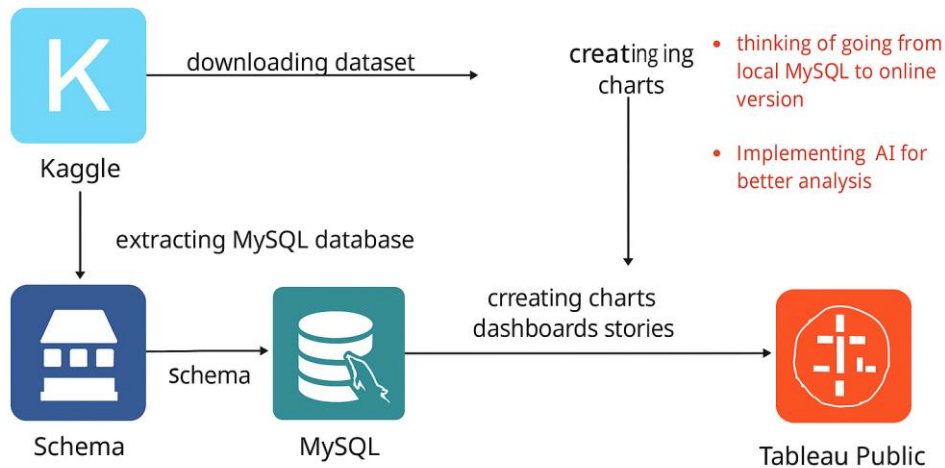 K
downloading dataset
creating ing
charts
• thinking of going from
local MySQL to online
version
• Implementing AI for
better analysis
Kaggle
extracting MySQL database
crreating charts
dashboards stories
schema
Schema
MySQL
Tableau Public